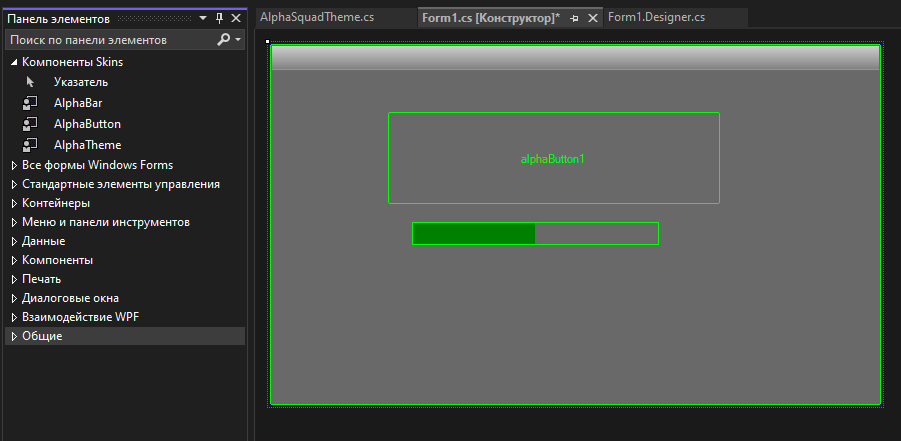 Панель элементов
Поиск по панели элементов
Компоненты Skins
Указатель
AlphaBar
AlphaButton
AlphaTheme
Все формы Windows Forms
Стандартные элементы управления
Контейнеры
Меню и панели инструментов
Данные
Компоненты
Печать
Диалоговые окна
Взаимодействие WPF
Общие
AlphaSquadTheme.cs
Form1.cs [Конструктор]*
Form1.Designer.cs
alphaButton1